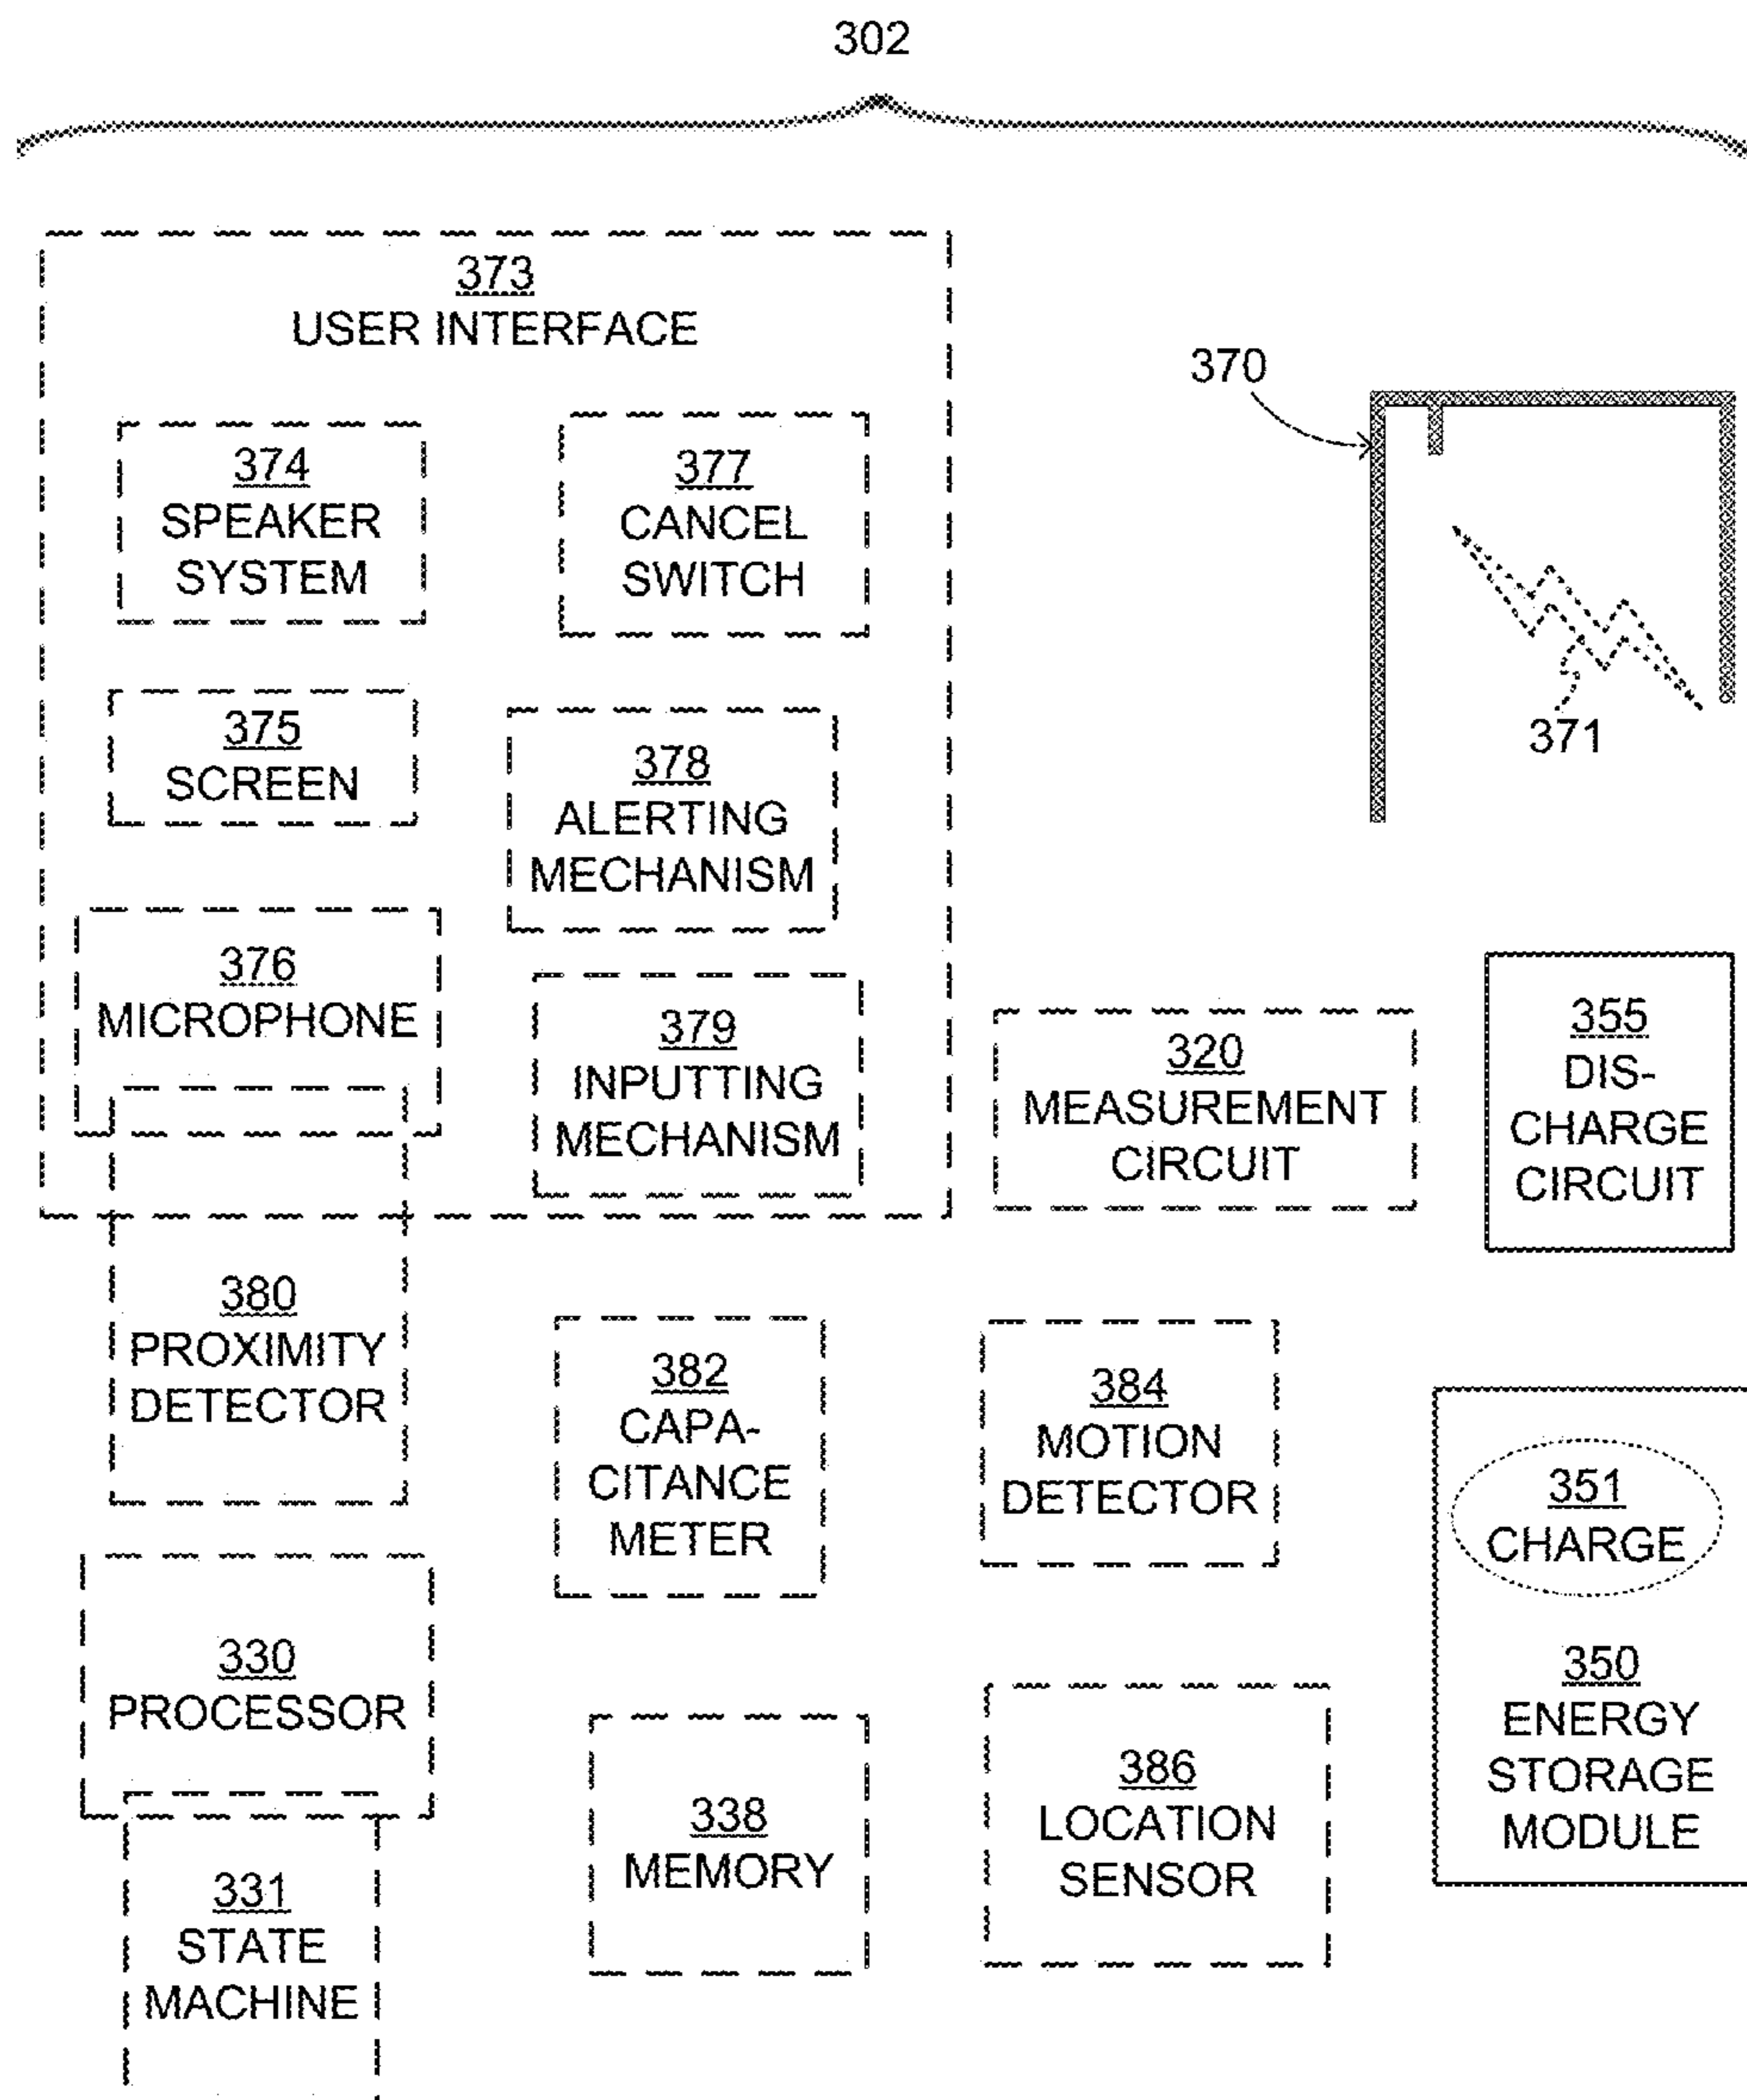 302
373
USER INTERFACE
374
SPEAKER
SYSTEM
377
CANCEL
SWITCH
370
371
375
SCREEN
378
ALERTING
MECHANISM
376
MICROPHONE
379
INPUTTING
MECHANISM
320
MEASUREMENT
CIRCUIT
355
DIS-
CHARGE
CIRCUIT
380
PROXIMITY
DETECTOR
382
CAPA-
CITANCE
METER
384
MOTION
DETECTOR
351
CHARGE
350
ENERGY
STORAGE
MODULE
330
PROCESSOR
331
STATE
MACHINE
338
MEMORY
386
LOCATION
SENSOR